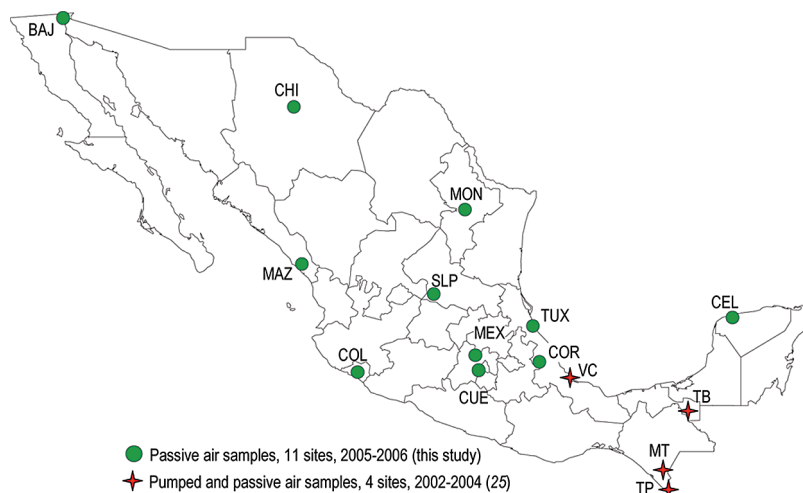 BAJ
CHI
MON
MAZ
SLP
CEL
TUX
MEX
COL
COR
VC
CUE
TB
MT
TP
Passive air samples, 11 sites, 2005-2006 (this study)
Pumped and passive air samples, 4 sites, 2002-2004 (25)